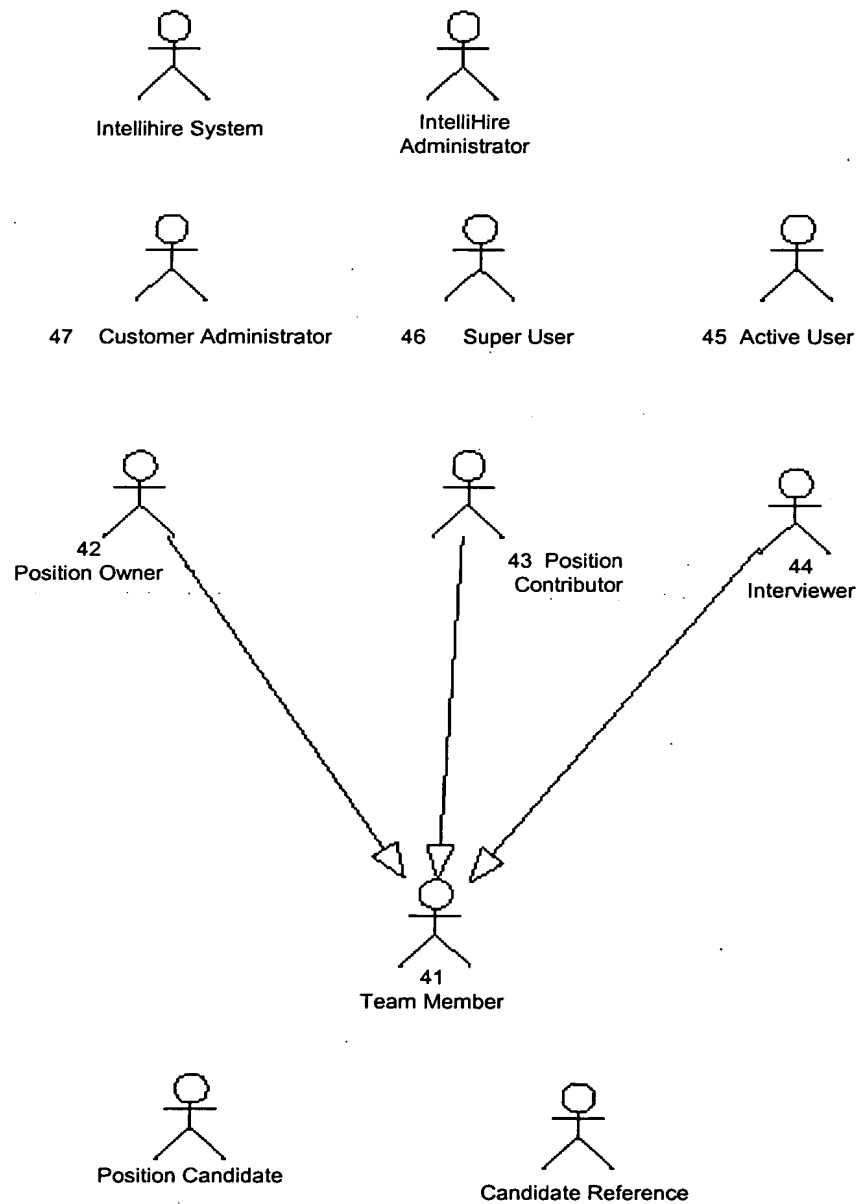 Intellihire System
IntelliHire
Administrator
47 Customer Administrator
46 Super User
45 Active User
42
Position Owner
43 Position
Contributor
44
Interviewer
41
Team Member
Position Candidate
Candidate Reference